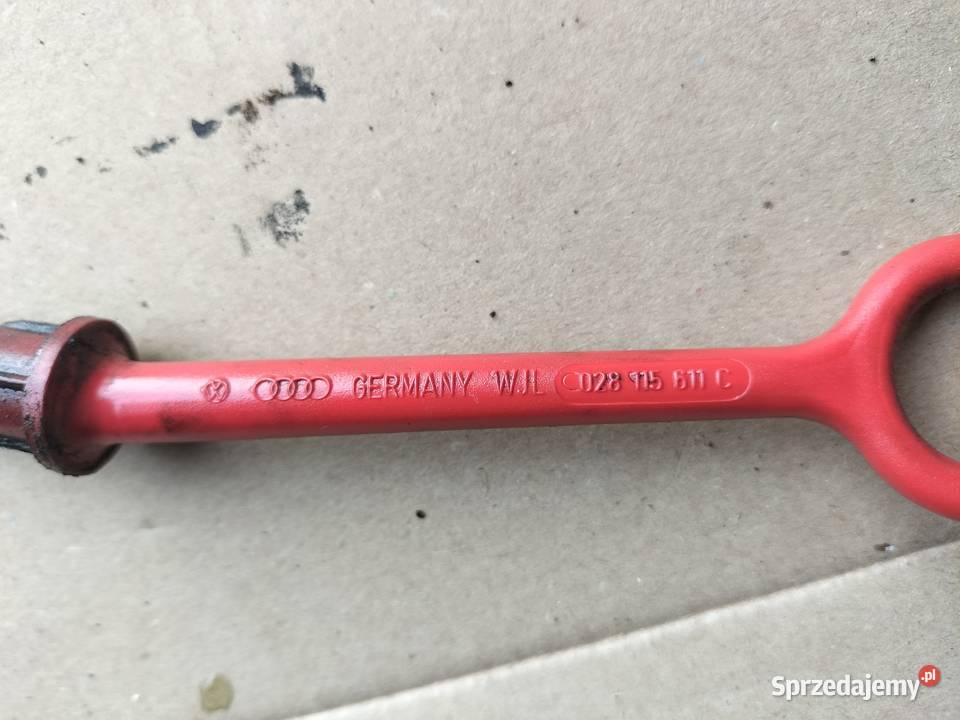 GERMANY WJL 028 115 611 C
Sprzedajemy.pl